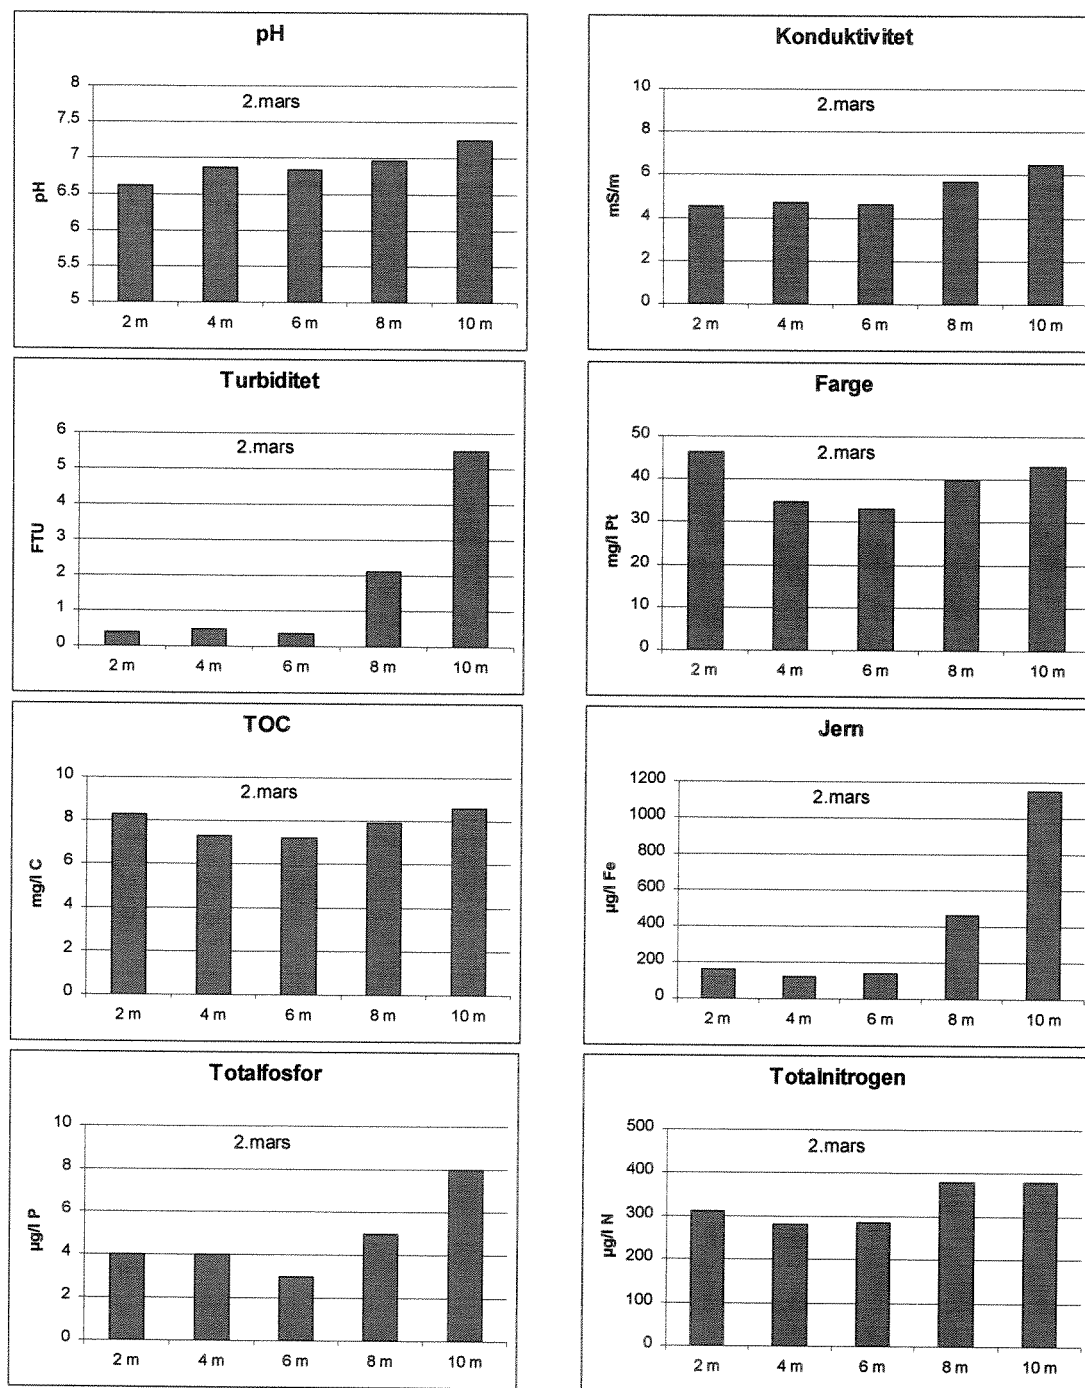 pH
2.mars
8
7.5
7
6.5
6
5.5
5
pH
2 m 4 m 6 m 8 m 10 m
Konduktivitet
2.mars
10
8
6
4
2
0
mS/m
2 m 4 m 6 m 8 m 10 m
Turbiditet
2.mars
6
5
4
3
2
1
0
FTU
2 m 4 m 6 m 8 m 10 m
Farge
2.mars
50
40
30
20
10
0
mg/l Pt
2 m 4 m 6 m 8 m 10 m
TOC
2.mars
10
8
6
4
2
0
mg/l C
2 m 4 m 6 m 8 m 10 m
Jern
2.mars
1200
1000
800
600
400
200
0
µg/l Fe
2 m 4 m 6 m 8 m 10 m
Totalfosfor
2.mars
10
8
6
4
2
0
µg/l P
2 m 4 m 6 m 8 m 10 m
Totalnitrogen
2.mars
500
400
300
200
100
0
µg/l N
2 m 4 m 6 m 8 m 10 m